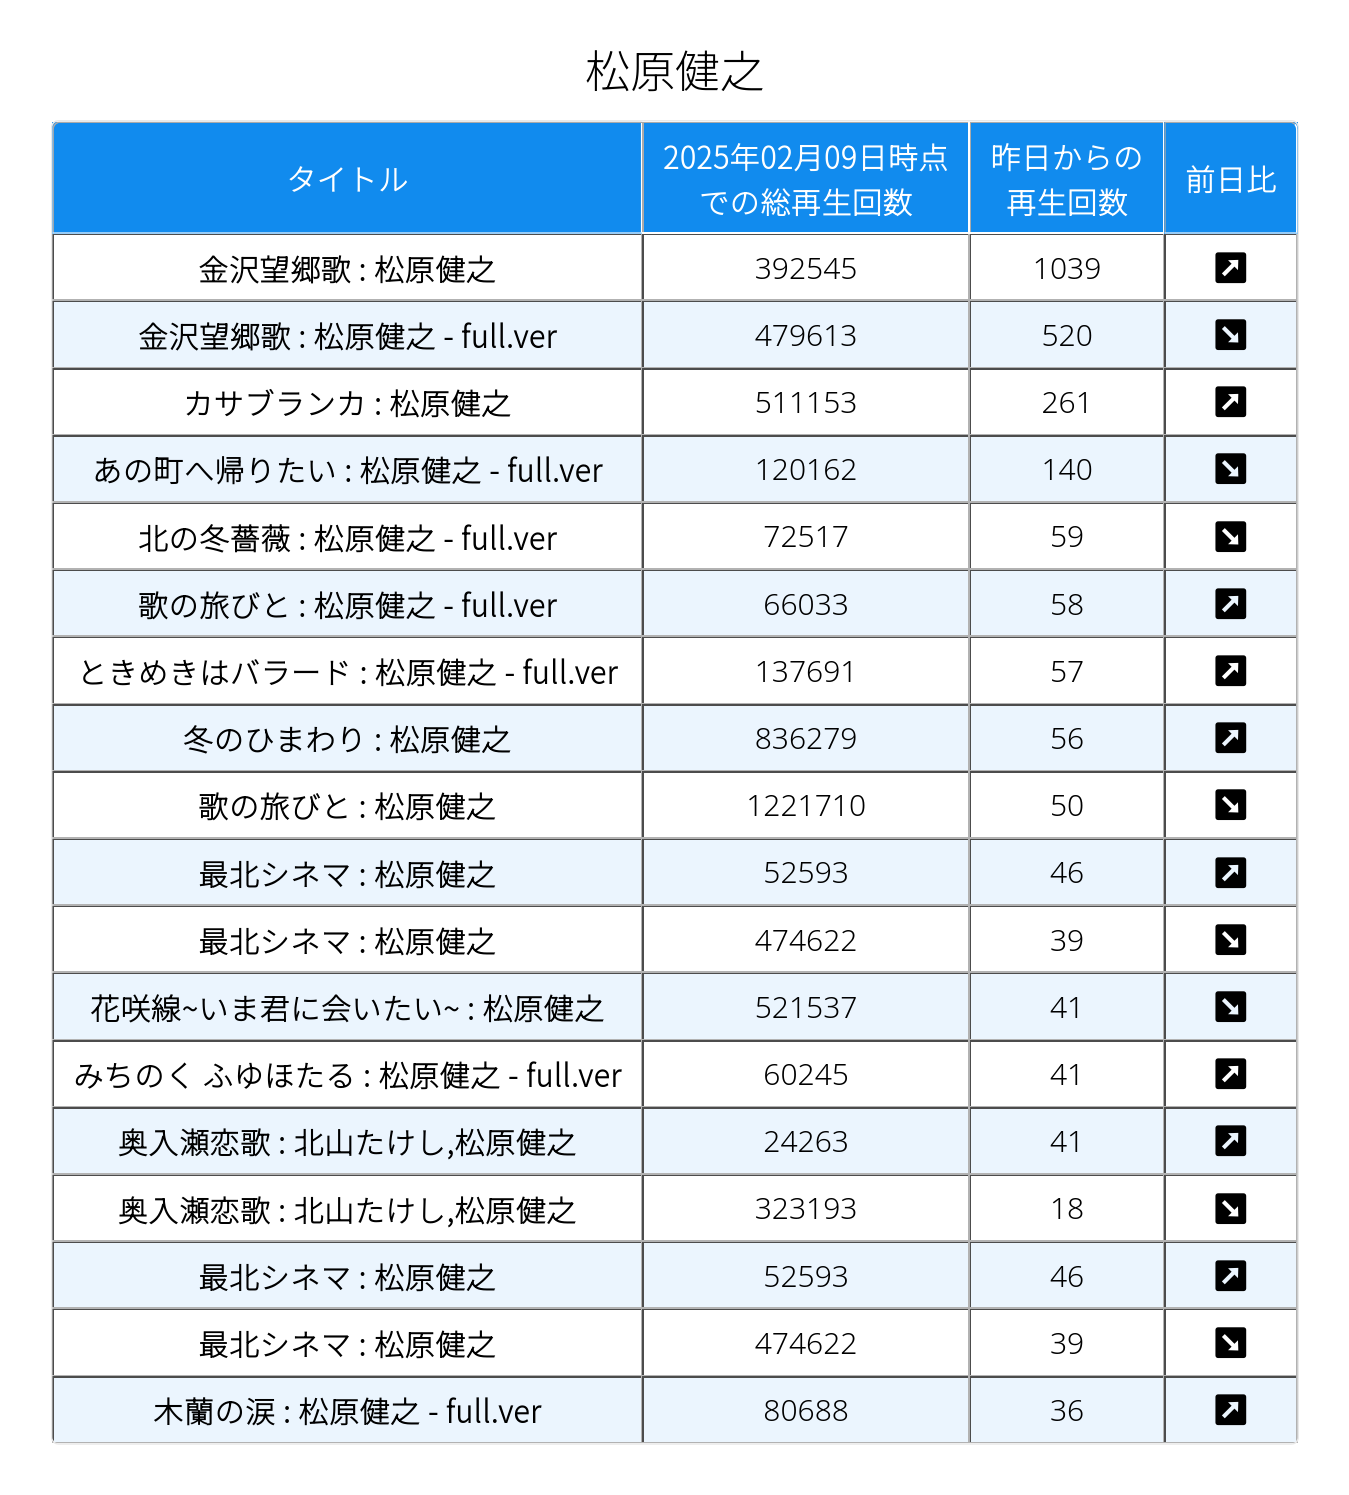 松原健之
タイトル
2025年02月09日時点
での総再生回数
昨日からの
再生回数
前日比
金沢望郷歌 : 松原健之 392545 1039 ↗
金沢望郷歌 : 松原健之 - full.ver 479613 520 ↘
カサブランカ : 松原健之 511153 261 ↗
あの町へ帰りたい : 松原健之 - full.ver 120162 140 ↘
北の冬薔薇 : 松原健之 - full.ver 72517 59 ↘
歌の旅びと : 松原健之 - full.ver 66033 58 ↗
ときめきはバラード : 松原健之 - full.ver 137691 57 ↗
冬のひまわり : 松原健之 836279 56 ↗
歌の旅びと : 松原健之 1221710 50 ↘
最北シネマ : 松原健之 52593 46 ↗
最北シネマ : 松原健之 474622 39 ↘
花咲線~いま君に会いたい~ : 松原健之 521537 41 ↘
みちのく ふゆほたる : 松原健之 - full.ver 60245 41 ↗
奥入瀬恋歌 : 北山たけし,松原健之 24263 41 ↗
奥入瀬恋歌 : 北山たけし,松原健之 323193 18 ↘
最北シネマ : 松原健之 52593 46 ↗
最北シネマ : 松原健之 474622 39 ↘
木蘭の涙 : 松原健之 - full.ver 80688 36 ↗